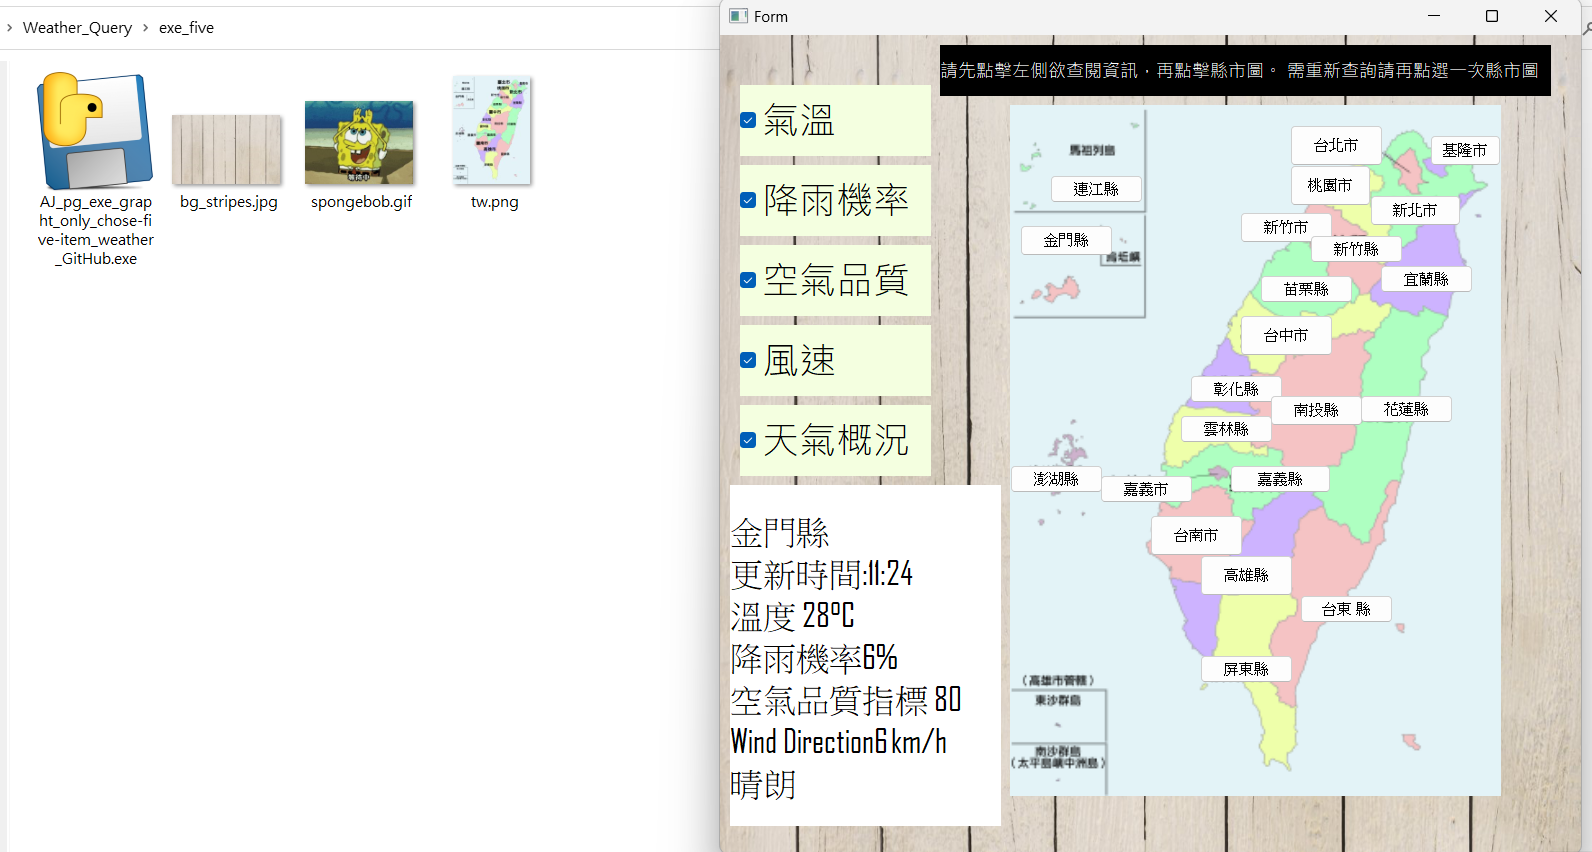 Weather_Query > exe_five
AJ_pg_exe_grap
ht_only_chose-fi
ve-item_weather
_GitHub.exe
bg_stripes.jpg
spongebob.gif
tw.png
Form
請先點擊左側欲查閱資訊，再點擊縣市圖。 需重新查詢請再點選一次縣市圖
氣溫
降雨機率
空氣品質
風速
天氣概況
金門縣
更新時間:11:24
溫度 28°C
降雨機率6%
空氣品質指標 80
Wind Direction6 km/h
晴朗
馬祖列島
連江縣
金門縣
烏坵鄉
台北市
基隆市
桃園市
新北市
新竹市
新竹縣
宜蘭縣
苗栗縣
台中市
彰化縣
南投縣
花蓮縣
雲林縣
澎湖縣
嘉義市
嘉義縣
台南市
高雄縣
台東 縣
屏東縣
（高雄市管轄）
東沙群島
南沙群島
（太平島嶼中洲島）